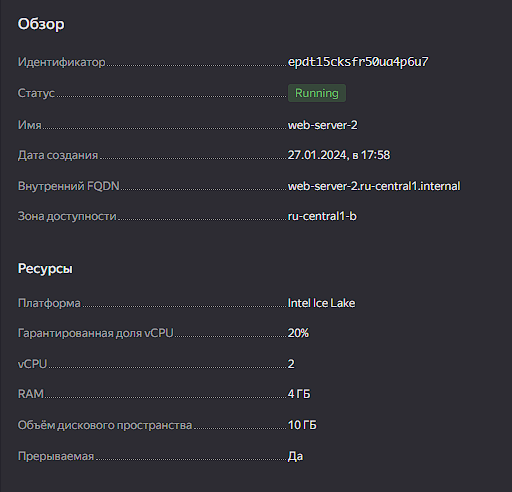 Обзор
Идентификатор epdt15cksfr50ua4p6u7
Статус Running
Имя web-server-2
Дата создания 27.01.2024, в 17:58
Внутренний FQDN web-server-2.ru-central1.internal
Зона доступности ru-central1-b
Ресурсы
Платформа Intel Ice Lake
Гарантированная доля vCPU 20%
vCPU 2
RAM 4 ГБ
Объём дискового пространства 10 ГБ
Прерываемая Да